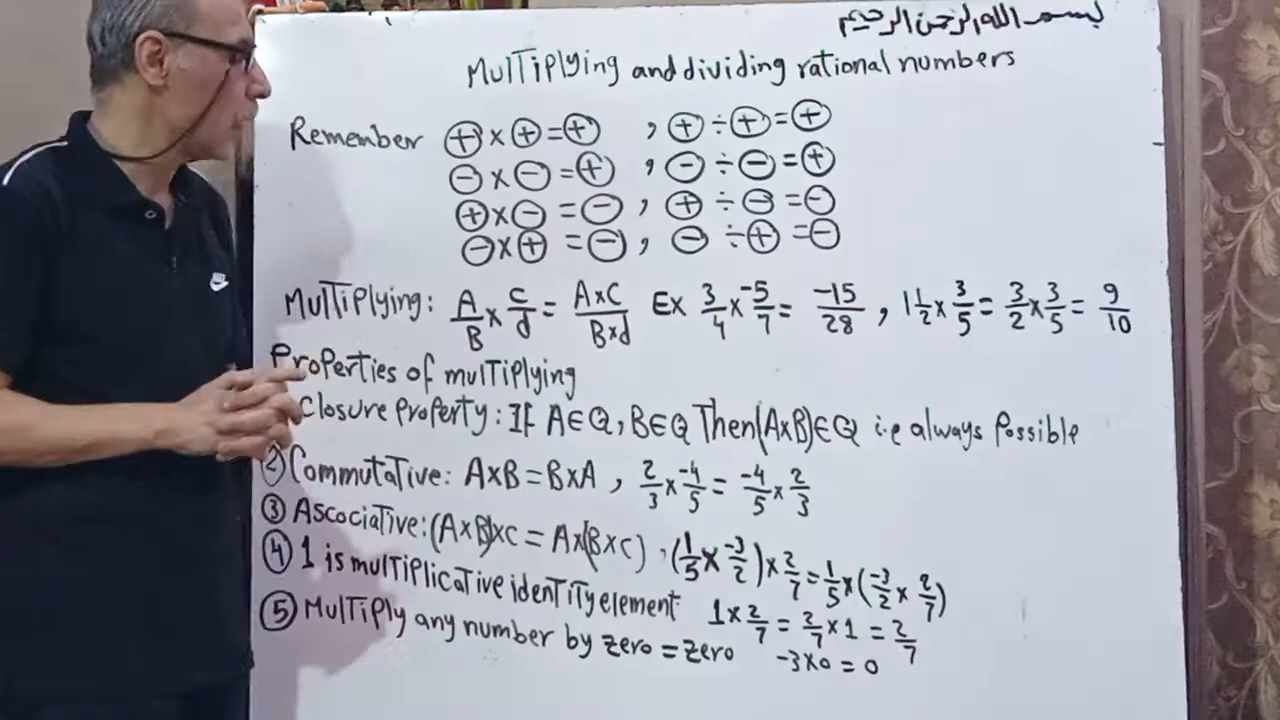 بسم الله الرحمن الرحيم
Multiplying and dividing rational numbers
Remember ⊕ × ⊕ = ⊕ , ⊕ ÷ ⊕ = ⊕
⊖ × ⊖ = ⊕ , ⊖ ÷ ⊖ = ⊕
⊕ × ⊖ = ⊖ , ⊕ ÷ ⊖ = ⊖
⊖ × ⊕ = ⊖ , ⊖ ÷ ⊕ = ⊖
Multiplying: A/B × c/d = A×C/B×d Ex 3/4 × -5/7 = -15/28 , 1 1/2 × 3/5 = 3/2 × 3/5 = 9/10
Properties of multiplying
Closure Property: If A∈Q, B∈Q Then (A×B)∈Q i.e always Possible
② Commutative: A×B = B×A , 2/3 × -4/5 = -4/5 × 2/3
③ Ascociative: (A×B)×C = A×(B×C) , (1/5 × -3/2) × 2/7 = 1/5 × (-3/2 × 2/7)
④ 1 is multiplicative identity element 1 × 2/7 = 2/7 × 1 = 2/7
⑤ Multiply any number by zero = zero -3×0 = 0